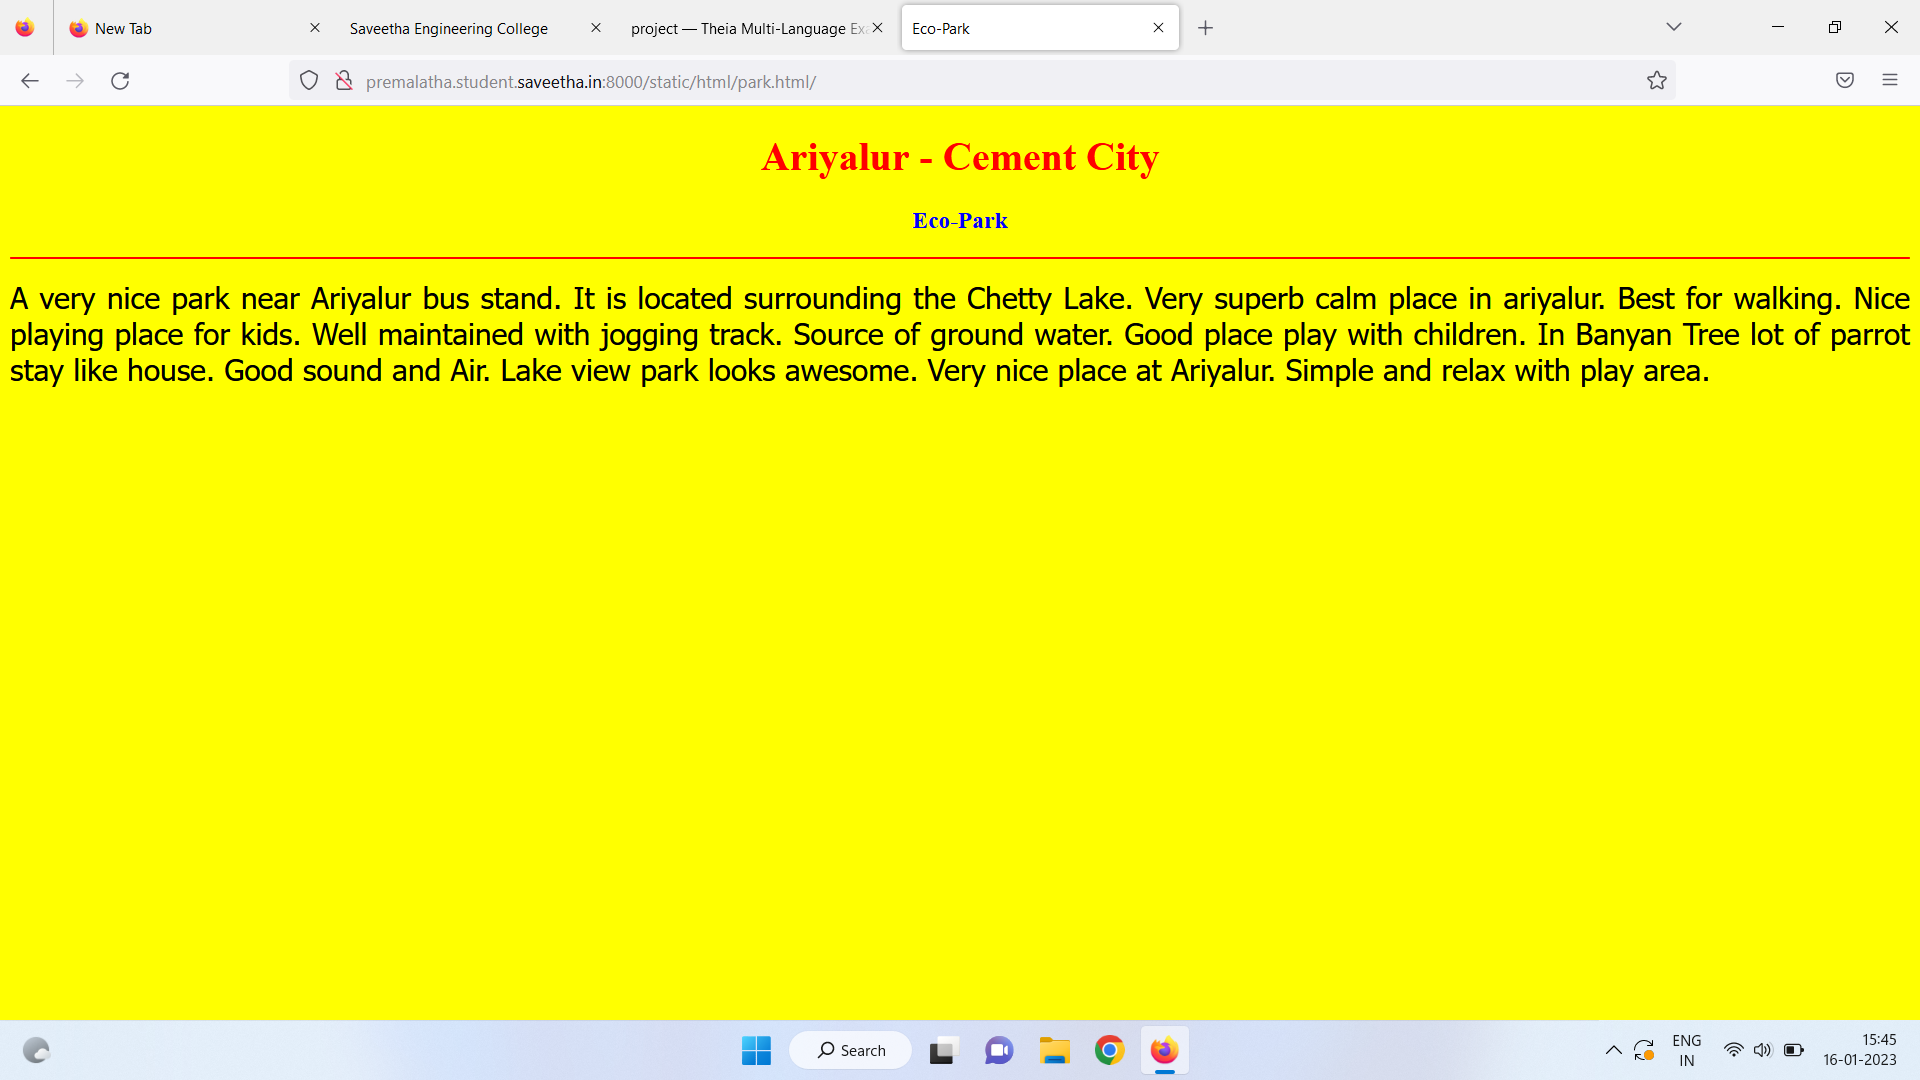 New Tab
Saveetha Engineering College
project — Theia Multi-Language Exa
Eco-Park
premalatha.student.saveetha.in:8000/static/html/park.html/
Ariyalur - Cement City
Eco-Park
A very nice park near Ariyalur bus stand. It is located surrounding the Chetty Lake. Very superb calm place in ariyalur. Best for walking. Nice
playing place for kids. Well maintained with jogging track. Source of ground water. Good place play with children. In Banyan Tree lot of parrot
stay like house. Good sound and Air. Lake view park looks awesome. Very nice place at Ariyalur. Simple and relax with play area.
Search
ENG
IN
15:45
16-01-2023